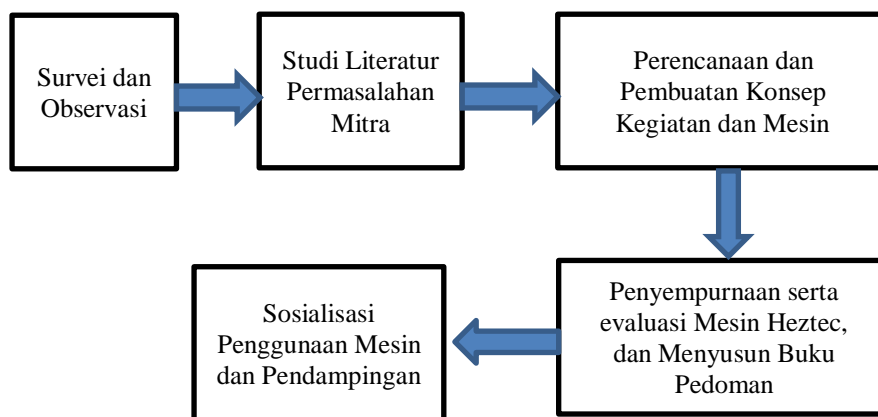 Survei dan
Observasi
Studi Literatur
Permasalahan
Mitra
Perencanaan dan
Pembuatan Konsep
Kegiatan dan Mesin
Penyempurnaan serta
evaluasi Mesin Heztec,
dan Menyusun Buku
Pedoman
Sosialisasi
Penggunaan Mesin
dan Pendampingan